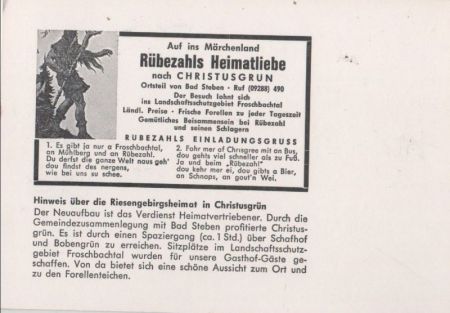 Auf ins Märchenland
Rübezahls Heimatliebe
nach CHRISTUSGRÜN
Ortsteil von Bad Steben · Ruf (09288) 490
Der Besuch lohnt sich
ins Landschaftsschutzgebiet Froschbachtal
Ländl. Preise · Frische Forellen zu jeder Tageszeit
Gemütliches Beisammensein bei Rübezahl
und seinen Schlagern
RUBEZAHLS EINLADUNGSGRUSS
1. Es gibt ja nur a Froschbachtal,
an Mühlberg und an Rübezahl.
Du derfst die ganze Welt naus geh'
dou findst des nergens,
wie bei uns su schee.
2. Fahr mer af Chrisgree mit an Bus,
dou gehts viel schneller als zu Fuß.
Ja und beim „Rübezahl"
dou kehr mer ei, dou gibts a Bier,
an Schnaps, an gout'n Wei.
Hinweis über die Riesengebirgsheimat in Christusgrün
Der Neuaufbau ist das Verdienst Heimatvertriebener. Durch die
Gemeindezusammenlegung mit Bad Steben profitierte Christus-
grün. Es ist durch einen Spaziergang (ca. 1 Std.) über Schafhof
und Bobengrün zu erreichen. Sitzplätze im Landschaftsschutz-
gebiet Froschbachtal wurden für unsere Gasthof-Gäste ge-
schaffen. Von da bietet sich eine schöne Aussicht zum Ort und
zu den Forellenteichen.